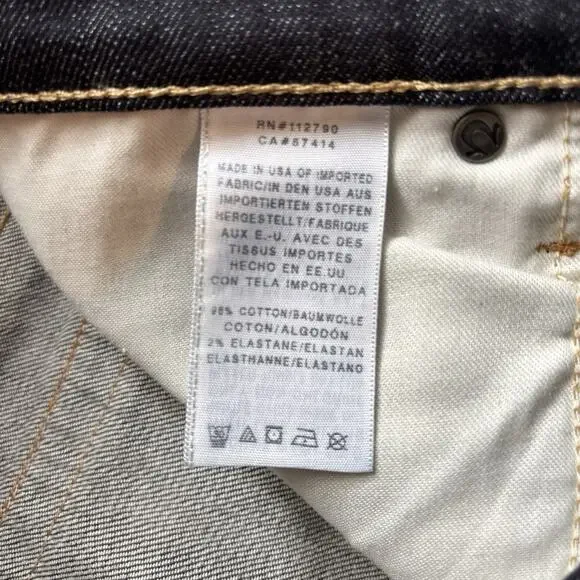 RN#112790
CA#57414
MADE IN USA OF IMPORTED
FABRIC/IN DEN USA AUS
IMPORTIERTEN STOFFEN
HERGESTELLT/FABRIQUE
AUX E.-U. AVEC DES
TISSUS IMPORTES
HECHO EN EE.UU
CON TELA IMPORTADA
98% COTTON/BAUMWOLLE
COTON/ALGODÓN
2% ELASTANE/ELASTAN
ELASTHANNE/ELASTANO